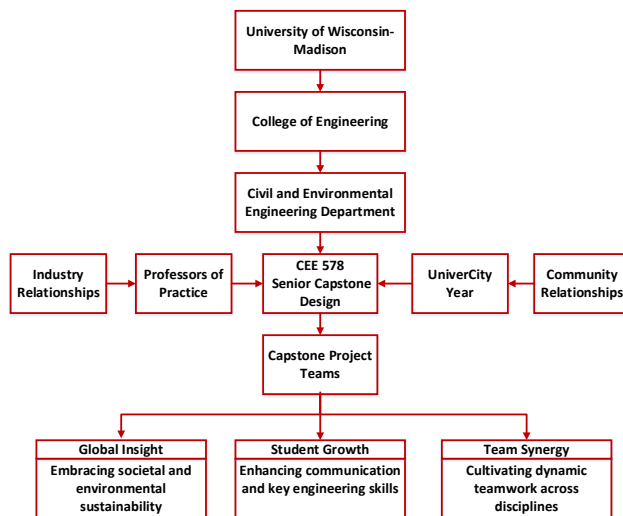 University of Wisconsin-
Madison
College of Engineering
Civil and Environmental
Engineering Department
Industry
Relationships
Professors of
Practice
CEE 578
Senior Capstone
Design
UniverCity
Year
Community
Relationships
Capstone Project
Teams
Global Insight
Embracing societal and
environmental
sustainability
Student Growth
Enhancing communication
and key engineering skills
Team Synergy
Cultivating dynamic
teamwork across
disciplines